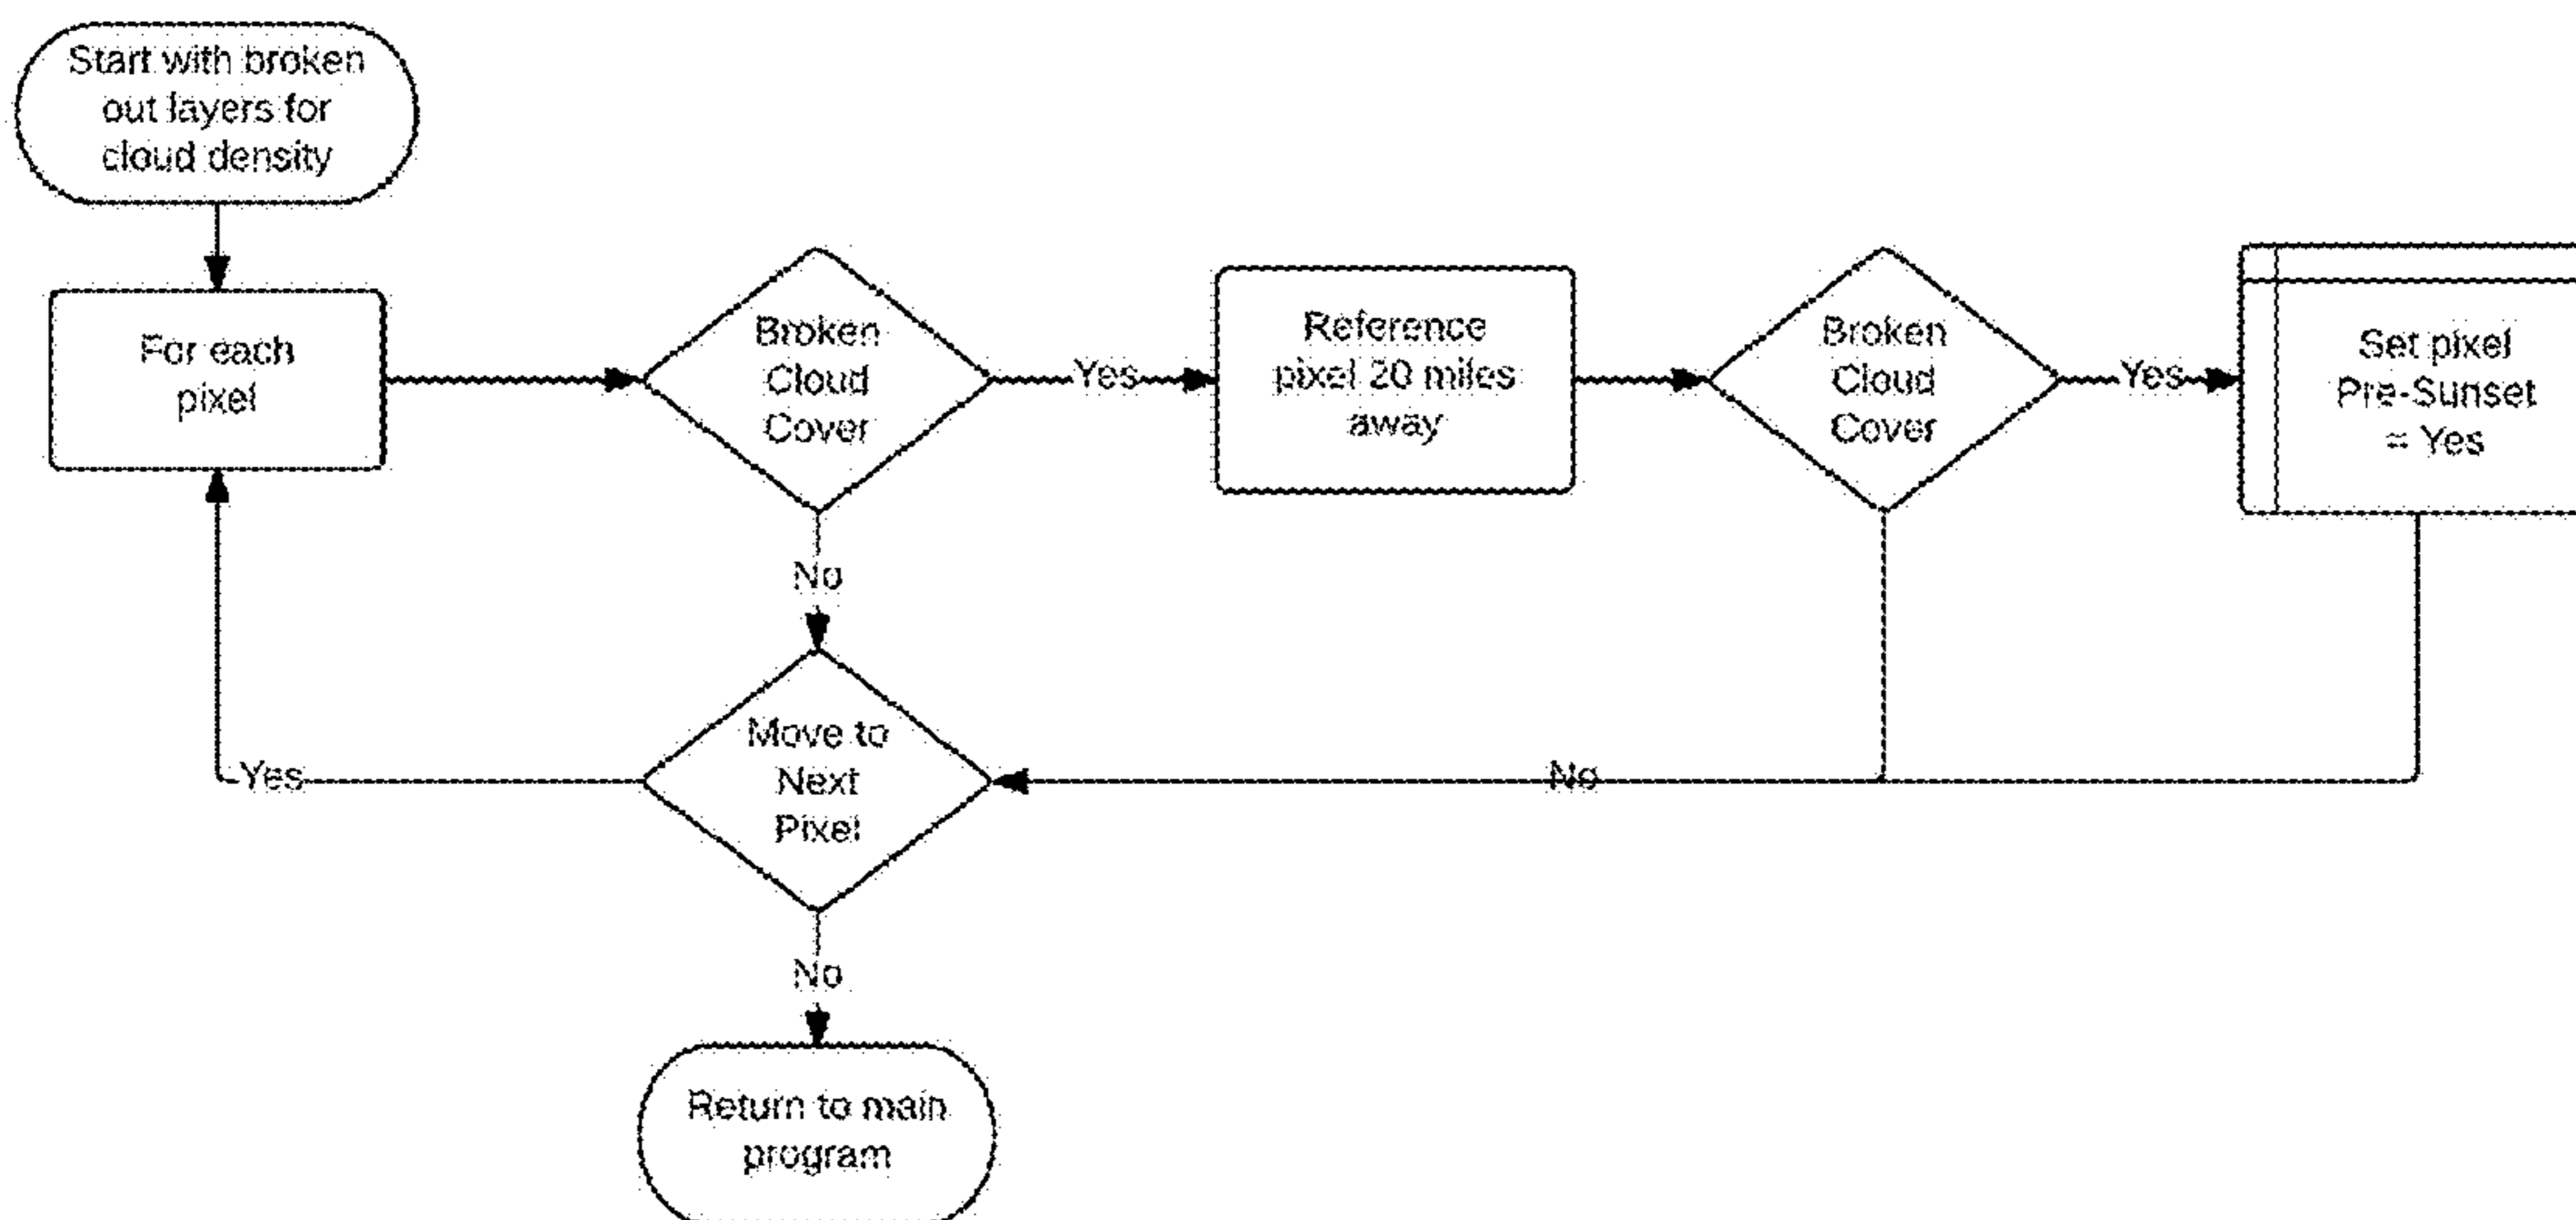 Start with broken
out layers for
cloud density
For each
pixel
Broken
Cloud
Cover
Yes
Reference
pixel 20 miles
away
Broken
Cloud
Cover
Yes
Set pixel
Pre-Sunset
= Yes
No
Move to
Next
Pixel
Yes
No
No
Return to main
program